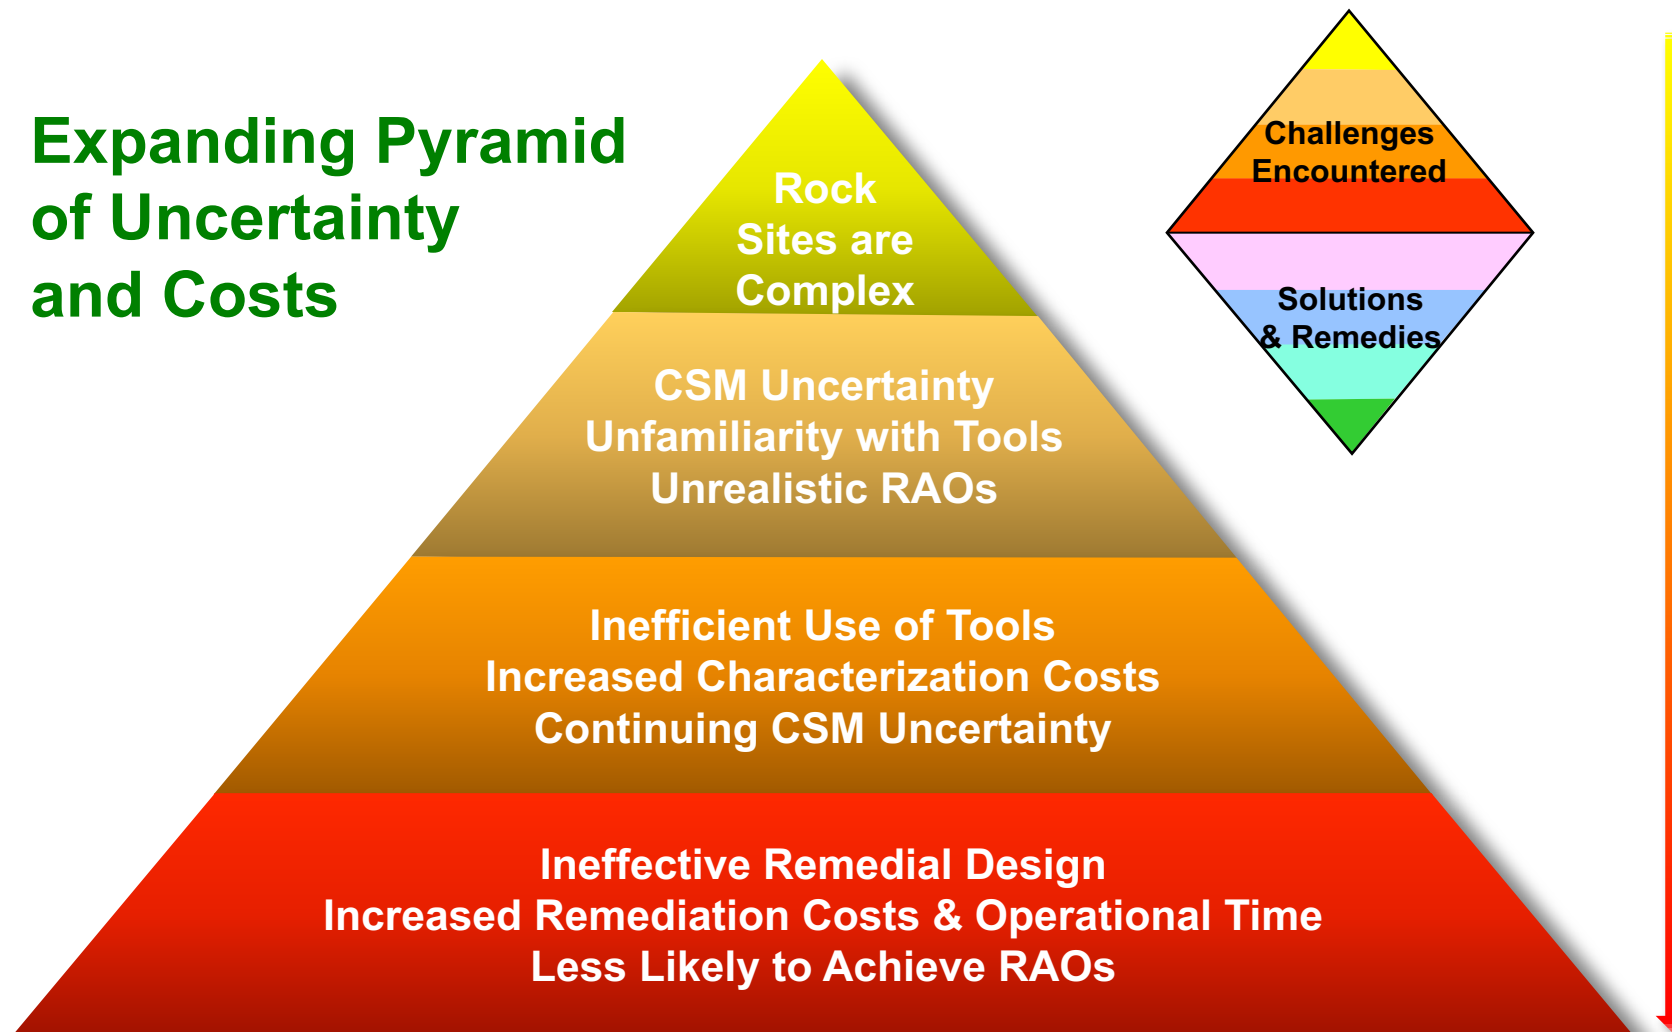 Expanding Pyramid
of Uncertainty
and Costs
Challenges
Encountered
Solutions
& Remedies
Rock
Sites are
Complex
CSM Uncertainty
Unfamiliarity with Tools
Unrealistic RAOs
Inefficient Use of Tools
Increased Characterization Costs
Continuing CSM Uncertainty
Ineffective Remedial Design
Increased Remediation Costs & Operational Time
Less Likely to Achieve RAOs